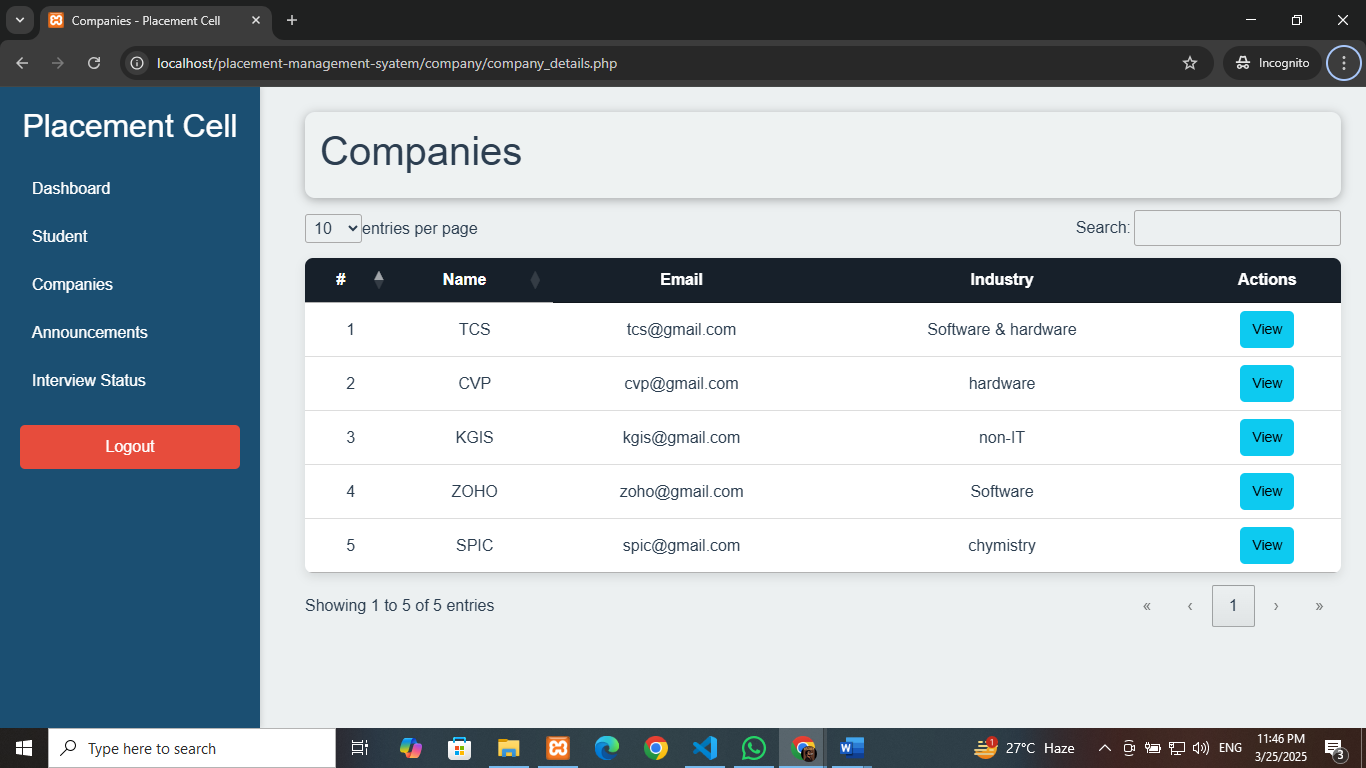 Companies - Placement Cell
localhost/placement-management-syatem/company/company_details.php
Incognito
Placement Cell
Dashboard
Student
Companies
Announcements
Interview Status
Logout
Companies
10 entries per page
Search:
# Name Email Industry Actions
1 TCS tcs@gmail.com Software & hardware View
2 CVP cvp@gmail.com hardware View
3 KGIS kgis@gmail.com non-IT View
4 ZOHO zoho@gmail.com Software View
5 SPIC spic@gmail.com chymistry View
Showing 1 to 5 of 5 entries
« ‹ 1 › »
Type here to search
1
27°C Haze
ENG
11:46 PM
3/25/2025
3